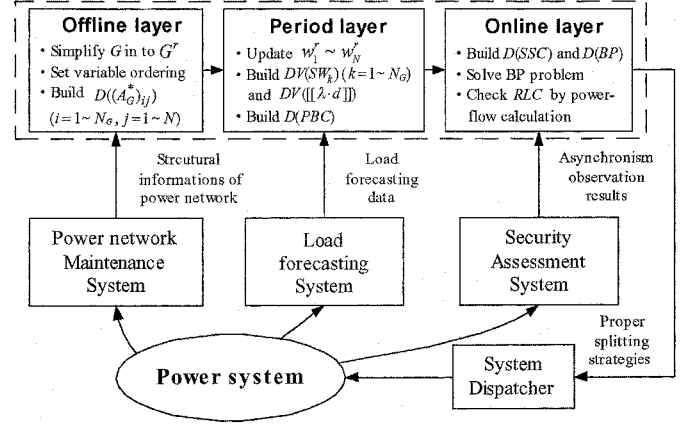 Offline layer
• Simplify G in to G^r
• Set variable ordering
• Build D((A*_G)_ij)
(i=1~N_G, j=1~N)
Period layer
• Update w^r_1 ~ w^r_N
• Build DV(SW_k)(k=1~N_G)
and DV([[λ·d]])
• Build D(PBC)
Online layer
• Build D(SSC) and D(BP)
• Solve BP problem
• Check RLC by power-
flow calculation
Strcutural
informations of
power network
Load
forecasting
data
Asynchronism
observation
results
Power network
Maintenance
System
Load
forecasting
System
Security
Assessment
System
Proper
splitting
strategies
Power system
System
Dispatcher